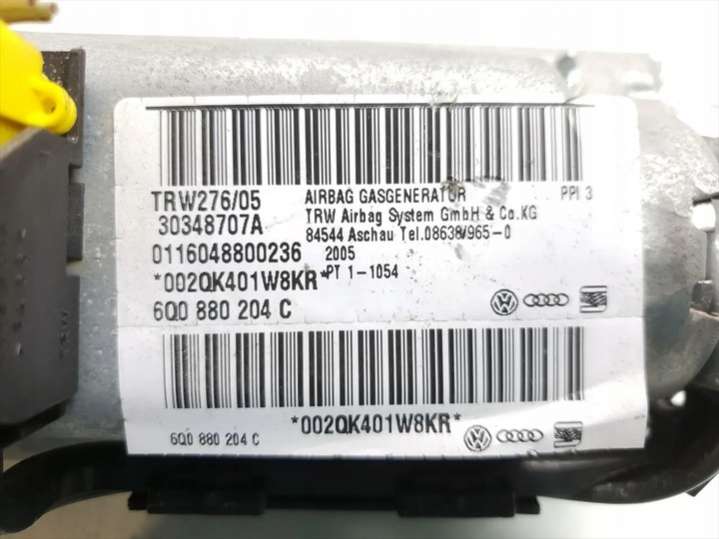 TRW276/05 AIRBAG GASGENERATOR PPI 3
30348707A TRW Airbag System GmbH & Co.KG
84544 Aschau Tel.08638/965-0
0116048800236 2005
*002QK401W8KR* PT 1-1054
6Q0 880 204 C
*002QK401W8KR*
6Q0 880 204 C